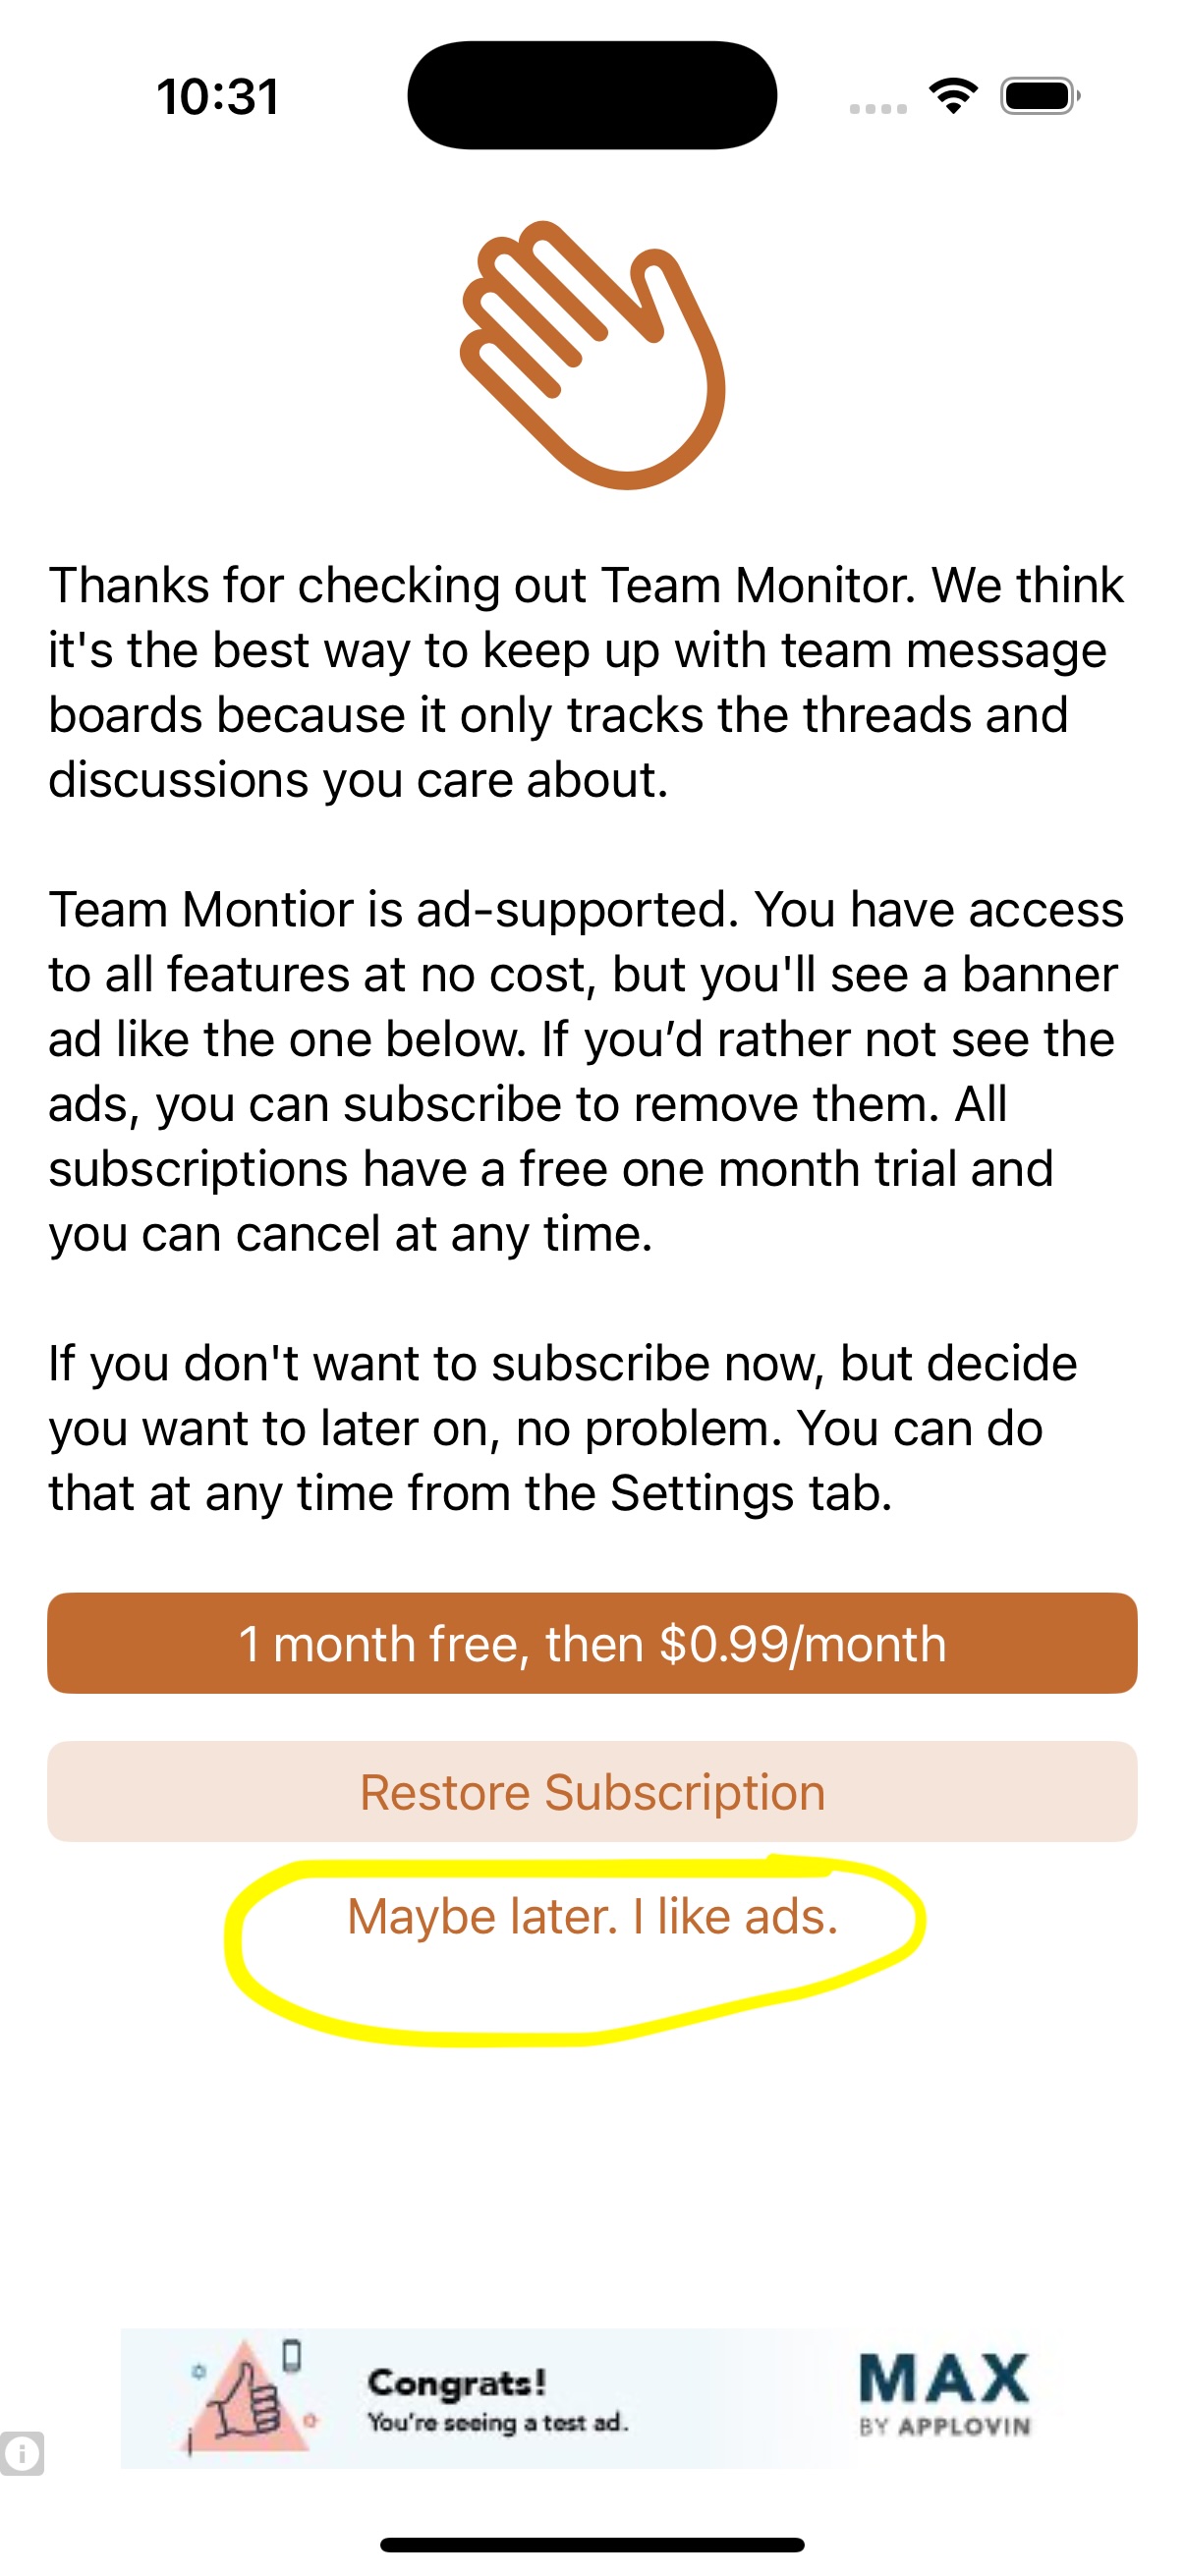 10:31
Thanks for checking out Team Monitor. We think
it's the best way to keep up with team message
boards because it only tracks the threads and
discussions you care about.
Team Montior is ad-supported. You have access
to all features at no cost, but you'll see a banner
ad like the one below. If you’d rather not see the
ads, you can subscribe to remove them. All
subscriptions have a free one month trial and
you can cancel at any time.
If you don't want to subscribe now, but decide
you want to later on, no problem. You can do
that at any time from the Settings tab.
1 month free, then $0.99/month
Restore Subscription
Maybe later. I like ads.
Congrats!
You're seeing a test ad.
MAX
BY APPLOVIN